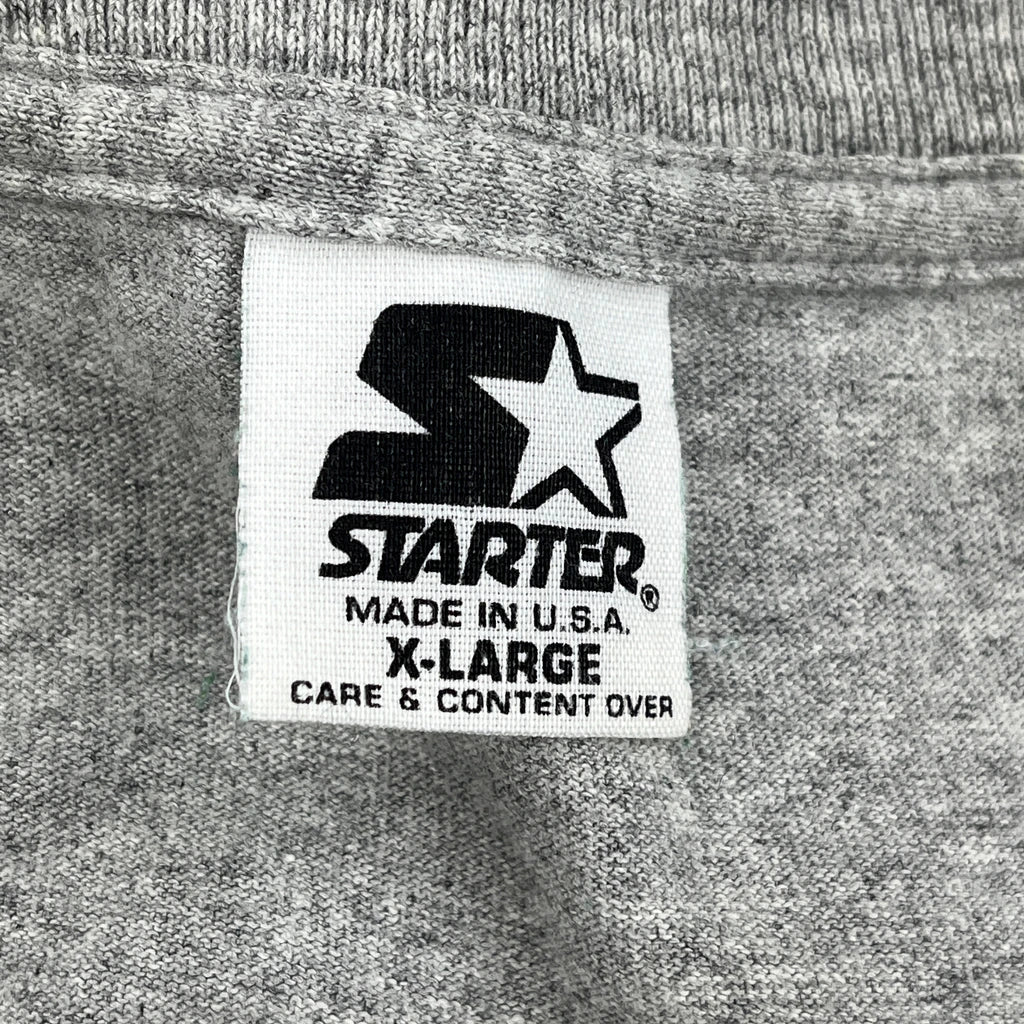 STARTER®
MADE IN U.S.A.
X-LARGE
CARE & CONTENT OVER